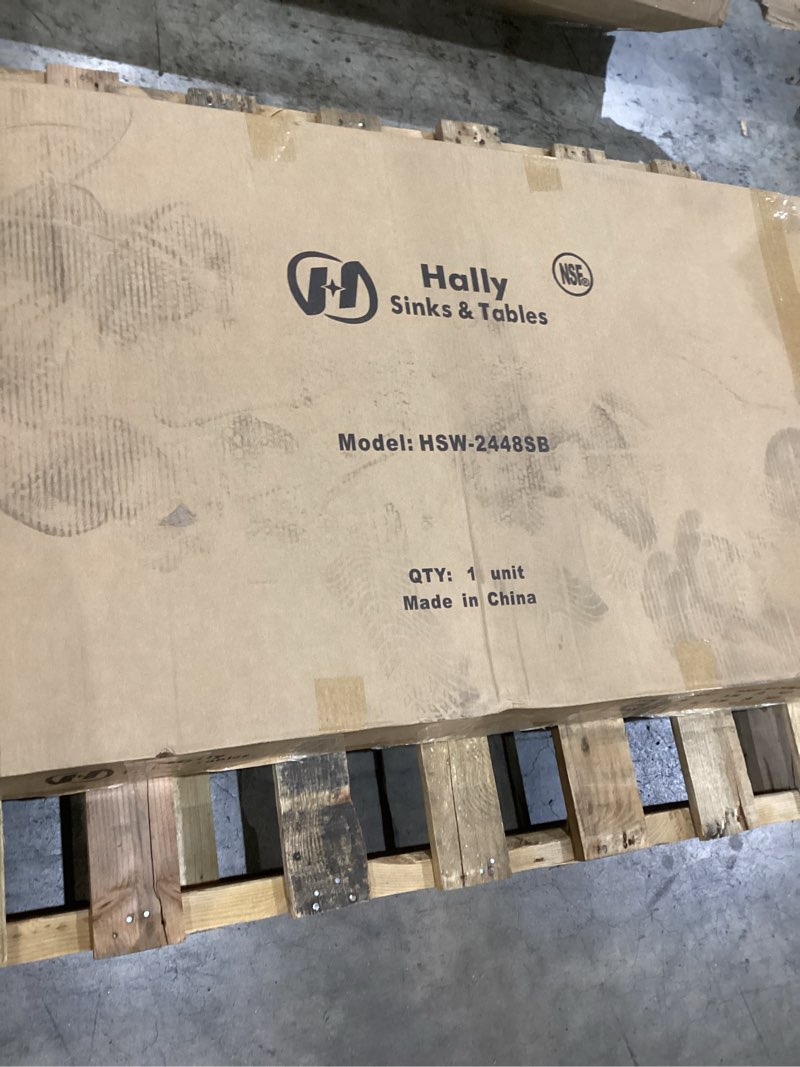 Hally
Sinks & Tables
NSF®
Model: HSW-2448SB
QTY: 1 unit
Made in China